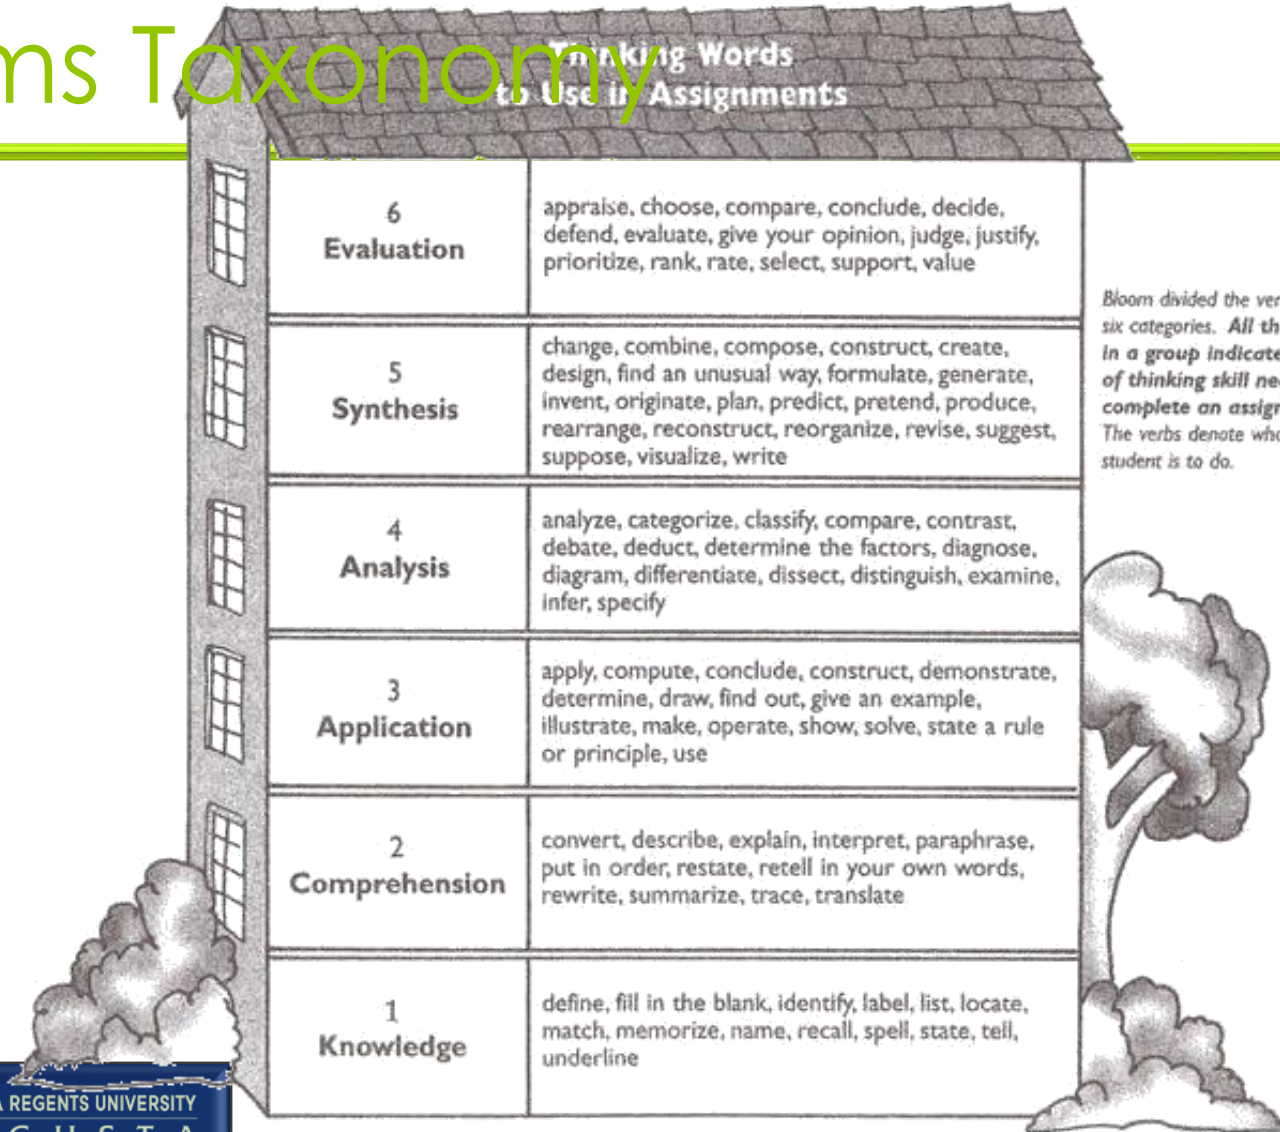 ms Taxonomy
Thinking Words
to Use in Assignments
6
Evaluation
appraise, choose, compare, conclude, decide,
defend, evaluate, give your opinion, judge, justify,
prioritize, rank, rate, select, support, value
5
Synthesis
change, combine, compose, construct, create,
design, find an unusual way, formulate, generate,
invent, originate, plan, predict, pretend, produce,
rearrange, reconstruct, reorganize, revise, suggest,
suppose, visualize, write
4
Analysis
analyze, categorize, classify, compare, contrast,
debate, deduct, determine the factors, diagnose,
diagram, differentiate, dissect, distinguish, examine,
infer, specify
3
Application
apply, compute, conclude, construct, demonstrate,
determine, draw, find out, give an example,
illustrate, make, operate, show, solve, state a rule
or principle, use
2
Comprehension
convert, describe, explain, interpret, paraphrase,
put in order, restate, retell in your own words,
rewrite, summarize, trace, translate
1
Knowledge
define, fill in the blank, identify, label, list, locate,
match, memorize, name, recall, spell, state, tell,
underline
Bloom divided the ver
six categories. All th
in a group indicate
of thinking skill ne
complete an assign
The verbs denote wha
student is to do.
A REGENTS UNIVERSITY
G U S T A